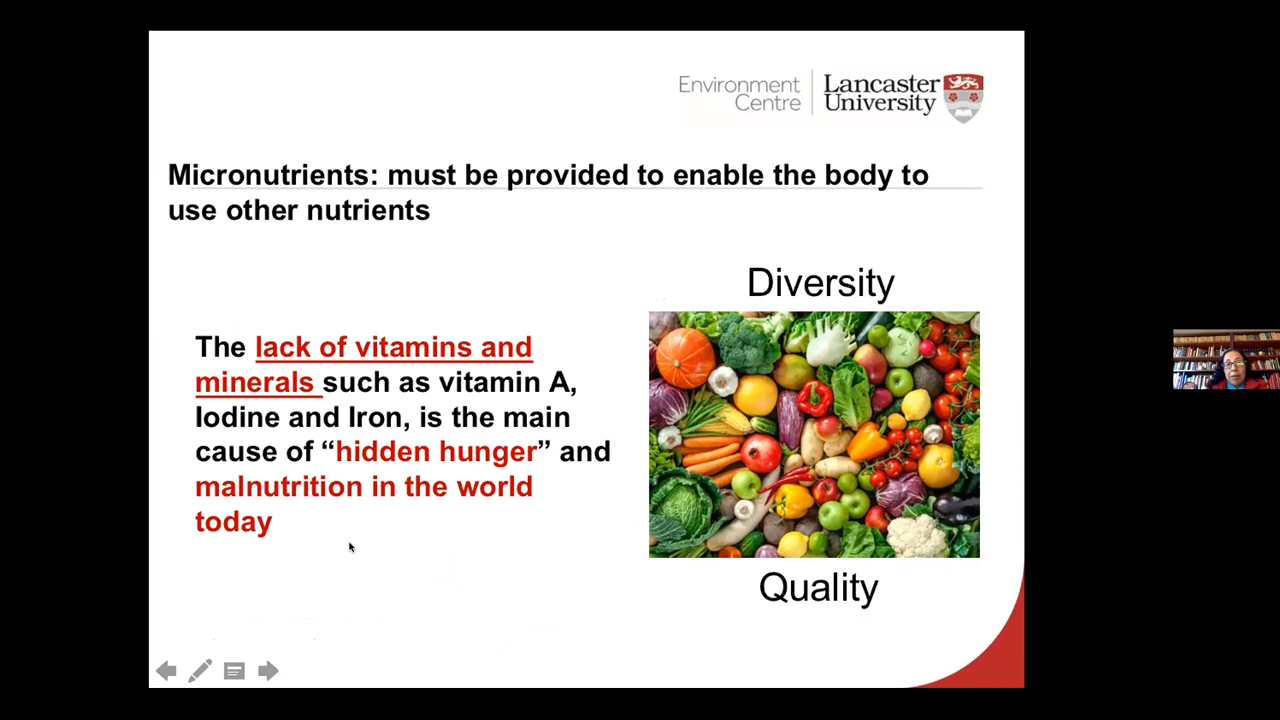 Environment
Centre
Lancaster
University
Micronutrients: must be provided to enable the body to
use other nutrients
Diversity
The lack of vitamins and
minerals such as vitamin A,
Iodine and Iron, is the main
cause of “hidden hunger” and
malnutrition in the world
today
Quality